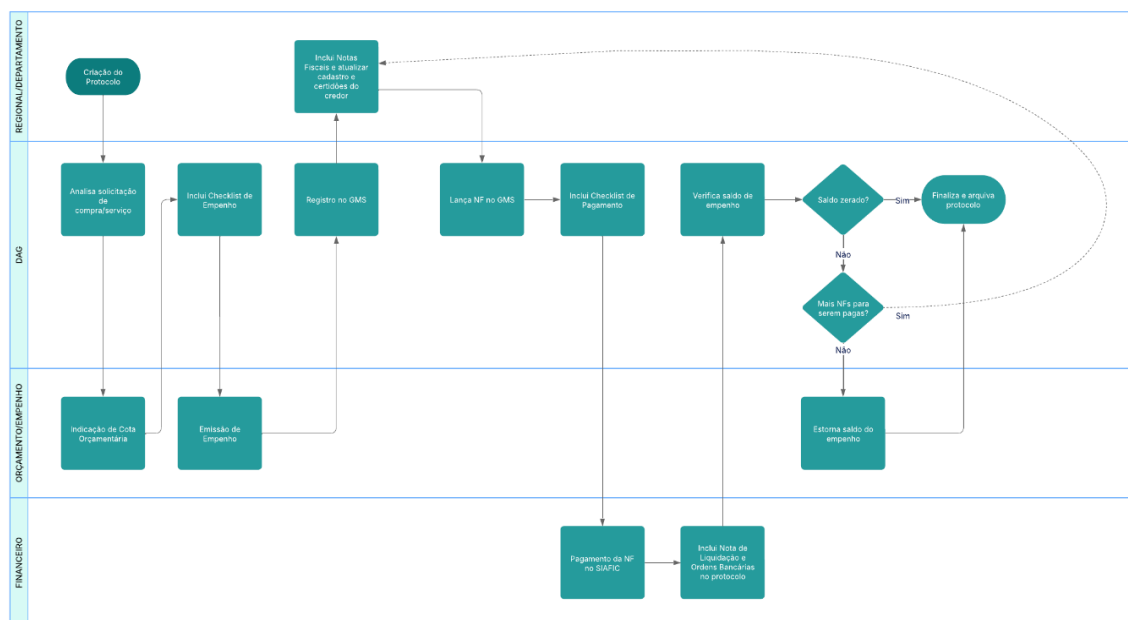 REGIONAL/DEPARTAMENTO
Criação do
Protocolo
Inclui Notas
Fiscais e atualizar
cadastro e
certidões do
credor
DAG
Analisa solicitação
de
compra/serviço
Inclui Checklist de
Empenho
Registro no GMS
Lança NF no GMS
Inclui Checklist de
Pagamento
Verifica saldo de
empenho
Saldo zerado?
Sim
Finaliza e arquiva
protocolo
Não
Mais NFs para
serem pagas?
Sim
Não
ORÇAMENTO/EMPENHO
Indicação de Cota
Orçamentária
Emissão de
Empenho
Estorna saldo do
empenho
FINANCEIRO
Pagamento da NF
no SIAFIC
Inclui Nota de
Liquidação e
Ordens Bancárias
no protocolo